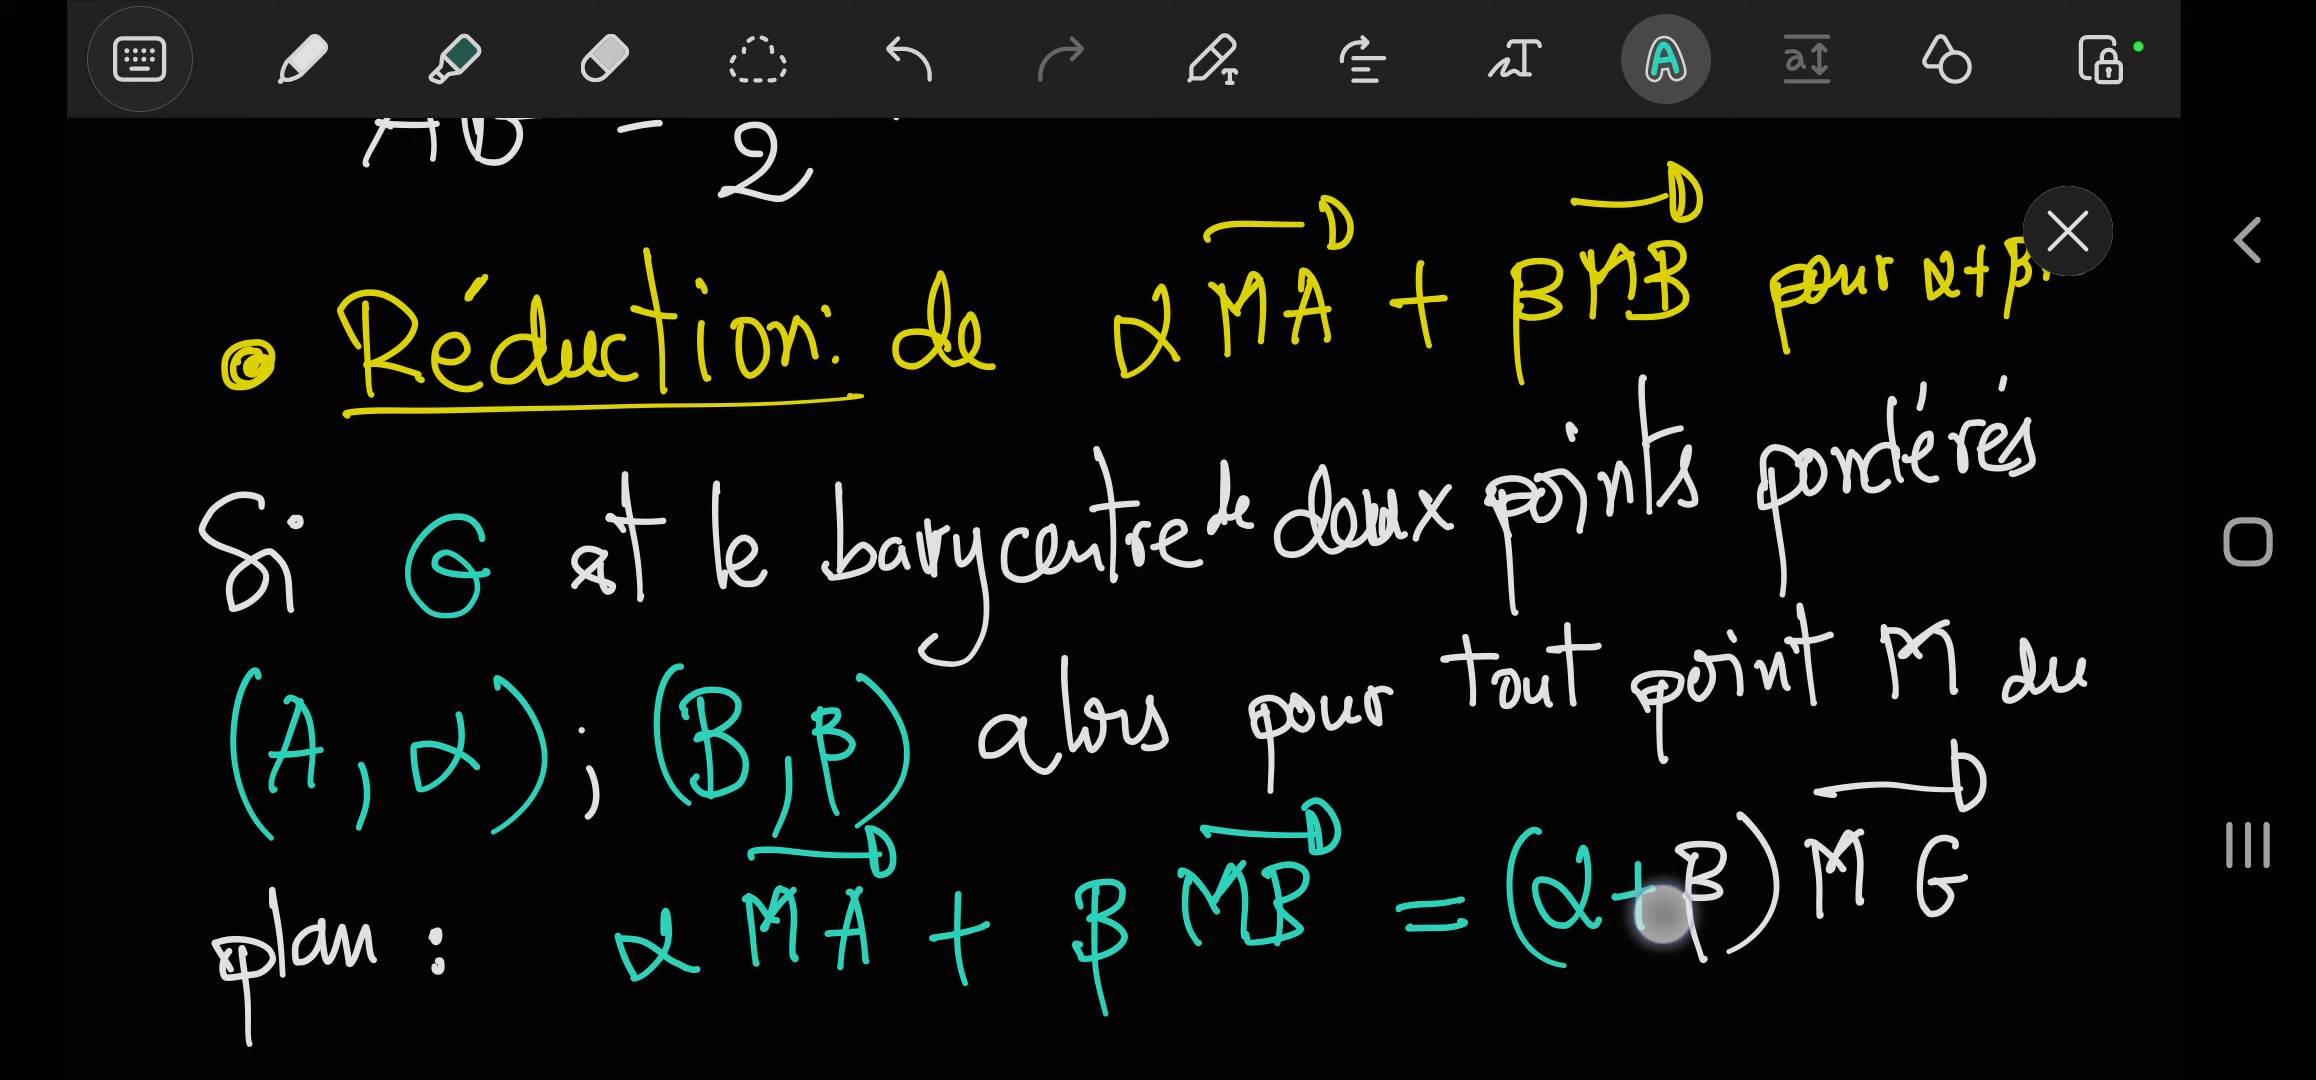 AB = 2
Réduction: de α MA + β MB pour α + β
Si G est le barycentre de deux points pondérés
(A, α) ; (B, β) alors pour tout point M du
plan : α MA + β MB = (α + β) MG